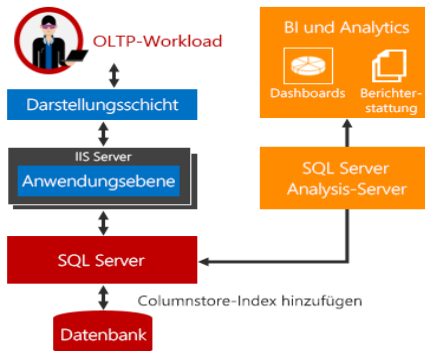 OLTP-Workload
Darstellungsschicht
IIS Server
Anwendungsebene
SQL Server
Columnstore-Index hinzufügen
Datenbank
BI und Analytics
Dashboards
Berichter-
stattung
SQL Server
Analysis-Server